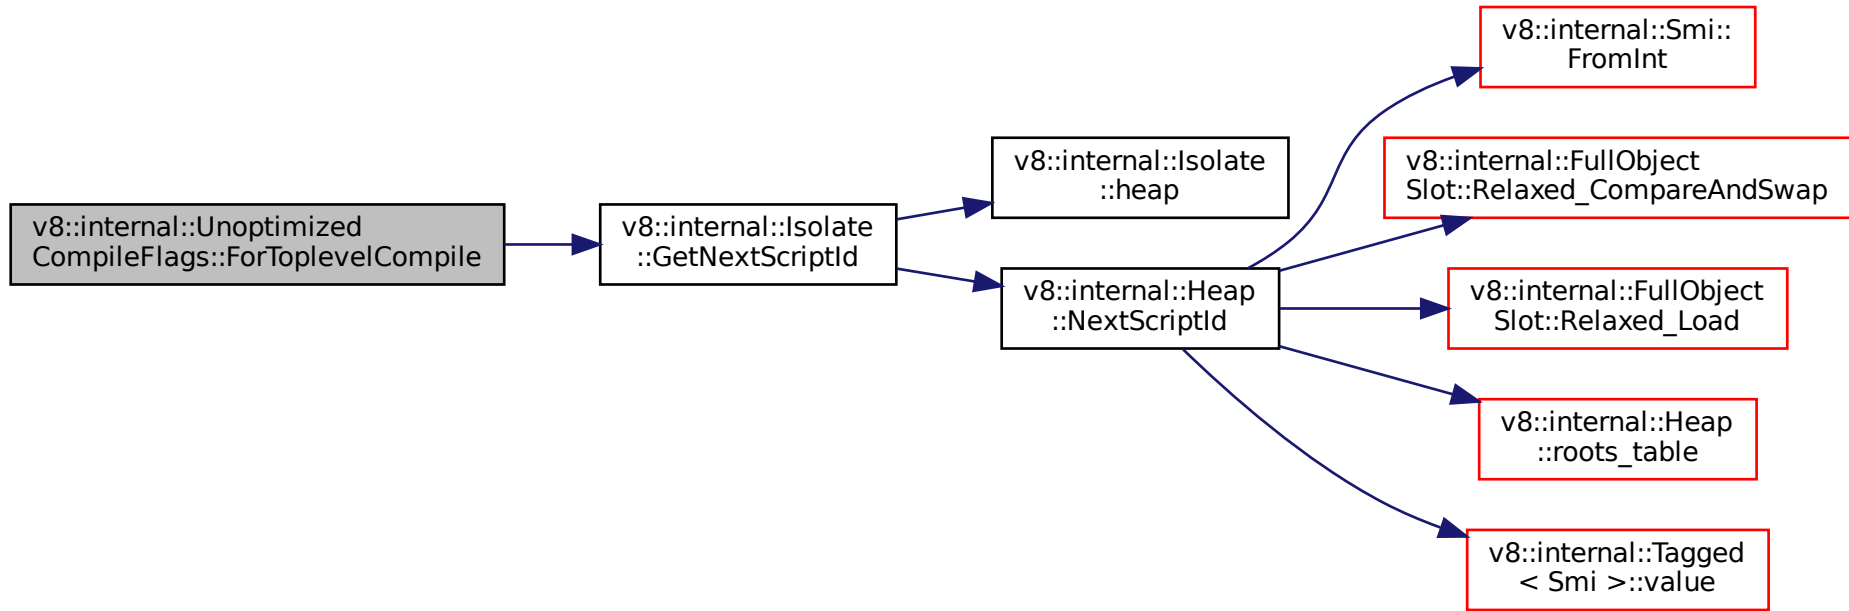 v8::internal::Unoptimized
CompileFlags::ForToplevelCompile
v8::internal::Isolate
::GetNextScriptId
v8::internal::Isolate
::heap
v8::internal::Heap
::NextScriptId
v8::internal::Smi::
FromInt
v8::internal::FullObject
Slot::Relaxed_CompareAndSwap
v8::internal::FullObject
Slot::Relaxed_Load
v8::internal::Heap
::roots_table
v8::internal::Tagged
< Smi >::value